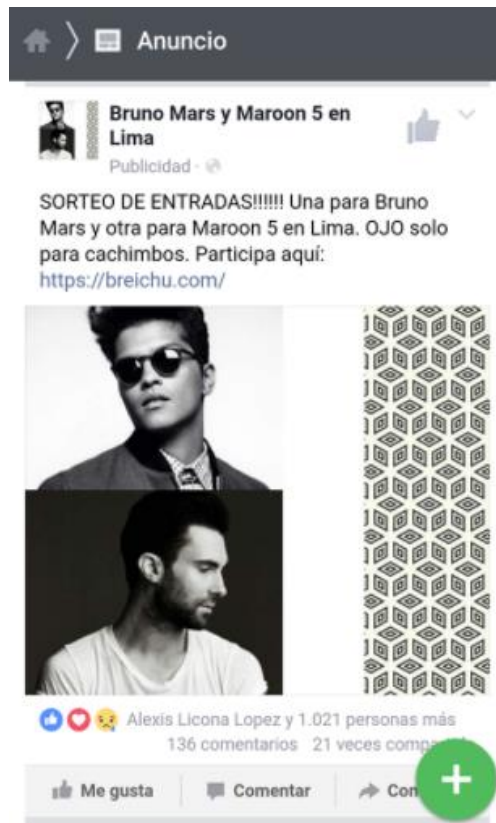 Anuncio
Bruno Mars y Maroon 5 en
Lima
Publicidad ·
SORTEO DE ENTRADAS!!!!!! Una para Bruno
Mars y otra para Maroon 5 en Lima. OJO solo
para cachimbos. Participa aquí:
https://breichu.com/
Alexis Licona Lopez y 1.021 personas más
136 comentarios 21 veces
Me gusta Comentar